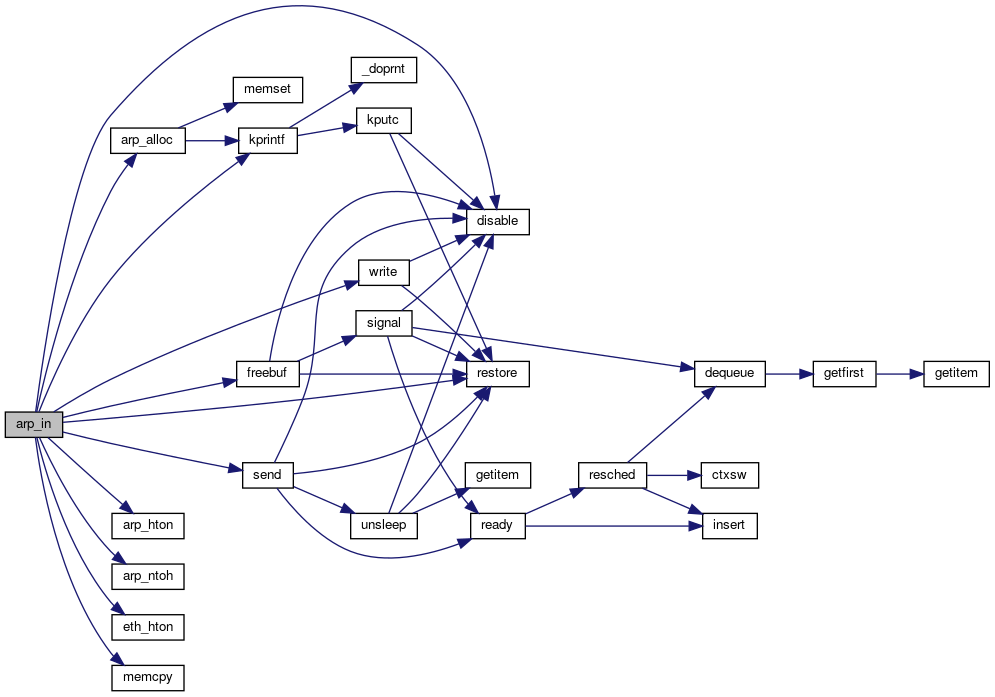 _doprnt
memset
kputc
arp_alloc
kprintf
disable
write
signal
freebuf
restore
dequeue
getfirst
getitem
arp_in
send
getitem
resched
ctxsw
arp_hton
unsleep
ready
insert
arp_ntoh
eth_hton
memcpy